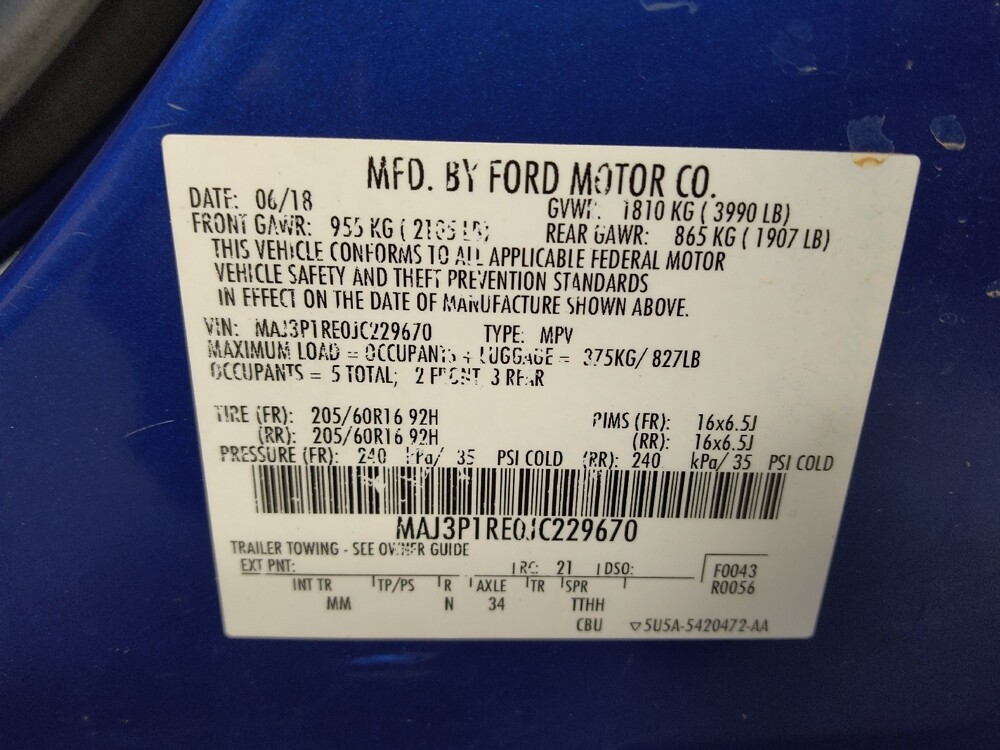 MFD. BY FORD MOTOR CO.
DATE: 06/18 GVWR: 1810 KG ( 3990 LB)
FRONT GAWR: 955 KG ( 2105 LB) REAR GAWR: 865 KG ( 1907 LB)
THIS VEHICLE CONFORMS TO ALL APPLICABLE FEDERAL MOTOR
VEHICLE SAFETY AND THEFT PREVENTION STANDARDS
IN EFFECT ON THE DATE OF MANUFACTURE SHOWN ABOVE.
VIN: MAJ3P1RE0JC229670 TYPE: MPV
MAXIMUM LOAD = OCCUPANTS + LUGGAGE = 375KG/ 827LB
OCCUPANTS = 5 TOTAL; 2 FRONT, 3 REAR
TIRE (FR): 205/60R16 92H RIMS (FR): 16x6.5J
(RR): 205/60R16 92H (RR): 16x6.5J
PRESSURE (FR): 240 kPa/ 35 PSI COLD (RR): 240 kPa/ 35 PSI COLD
MAJ3P1RE0JC229670
TRAILER TOWING - SEE OWNER GUIDE
EXT PNT: RC: 21 DSO: F0043
INT TR TP/PS R AXLE TR SPR R0056
MM N 34 TTHH
CBU ▽5U5A-5420472-AA